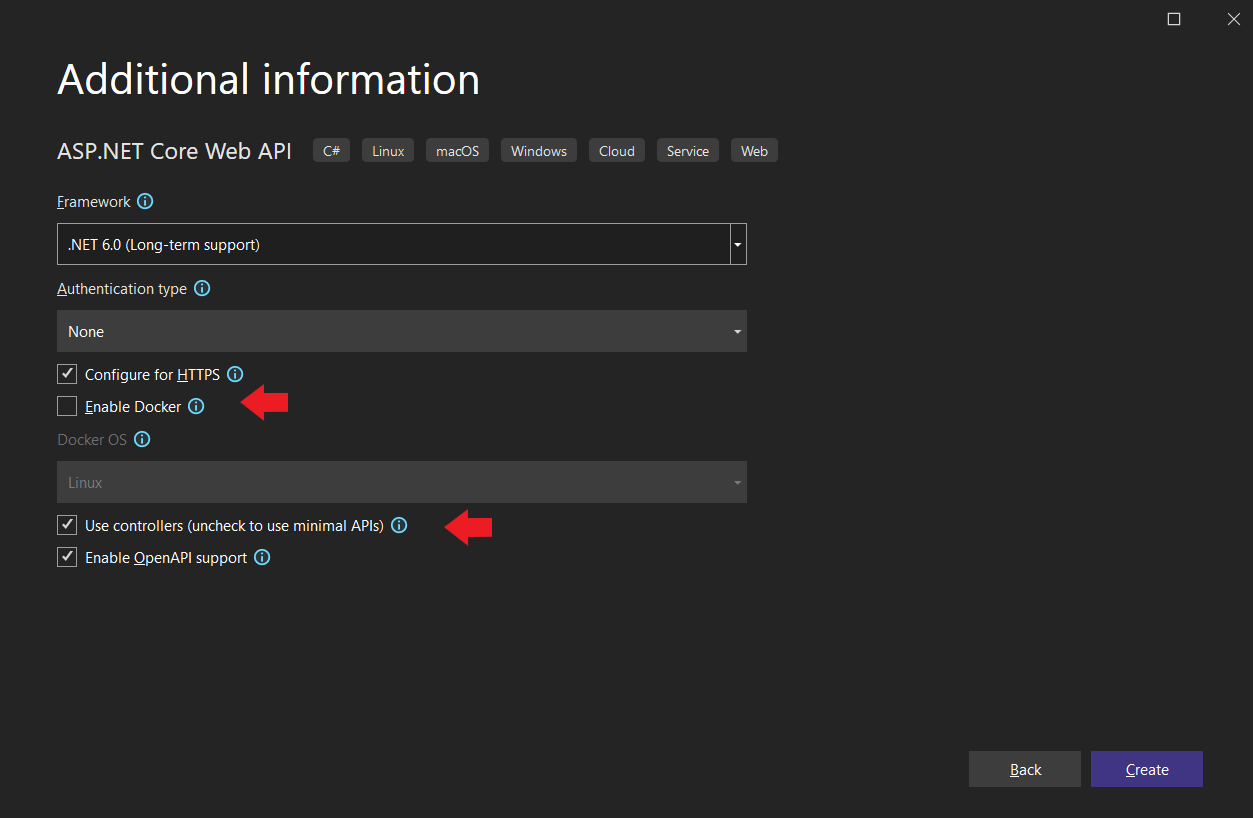 Additional information
ASP.NET Core Web API C# Linux macOS Windows Cloud Service Web
Framework
.NET 6.0 (Long-term support)
Authentication type
None
Configure for HTTPS
Enable Docker
Docker OS
Linux
Use controllers (uncheck to use minimal APIs)
Enable OpenAPI support
Back Create